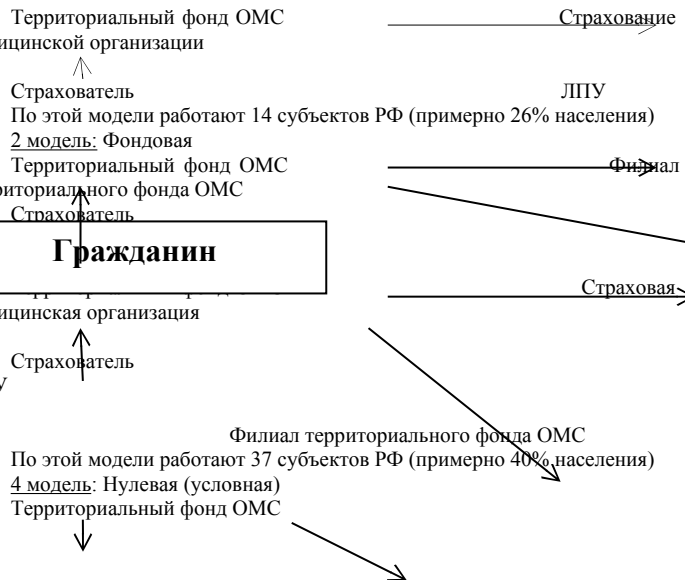 Территориальный фонд ОМС Страхование
ицинской организации
Страхователь ЛПУ
По этой модели работают 14 субъектов РФ (примерно 26% населения)
2 модель: Фондовая
Территориальный фонд ОМС Филиал
риториального фонда ОМС
Страхователь
Гражданин
Страховая
ицинская организация
Страхователь
У
Филиал территориального фонда ОМС
По этой модели работают 37 субъектов РФ (примерно 40% населения)
4 модель: Нулевая (условная)
Территориальный фонд ОМС